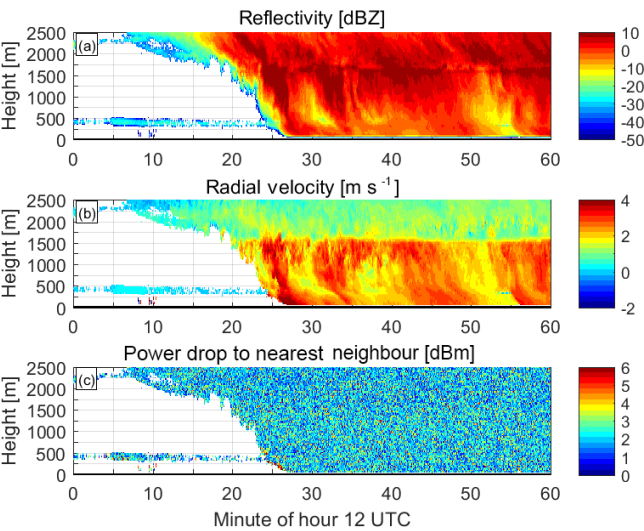 Reflectivity [dBZ]
Height [m]
2500
2000
1500
1000
500
0
(a)
0 10 20 30 40 50 60
10
0
-10
-20
-30
-40
-50
Radial velocity [m s⁻¹]
Height [m]
2500
2000
1500
1000
500
0
(b)
0 10 20 30 40 50 60
4
2
0
-2
Power drop to nearest neighbour [dBm]
Height [m]
2500
2000
1500
1000
500
0
(c)
0 10 20 30 40 50 60
6
5
4
3
2
1
0
Minute of hour 12 UTC